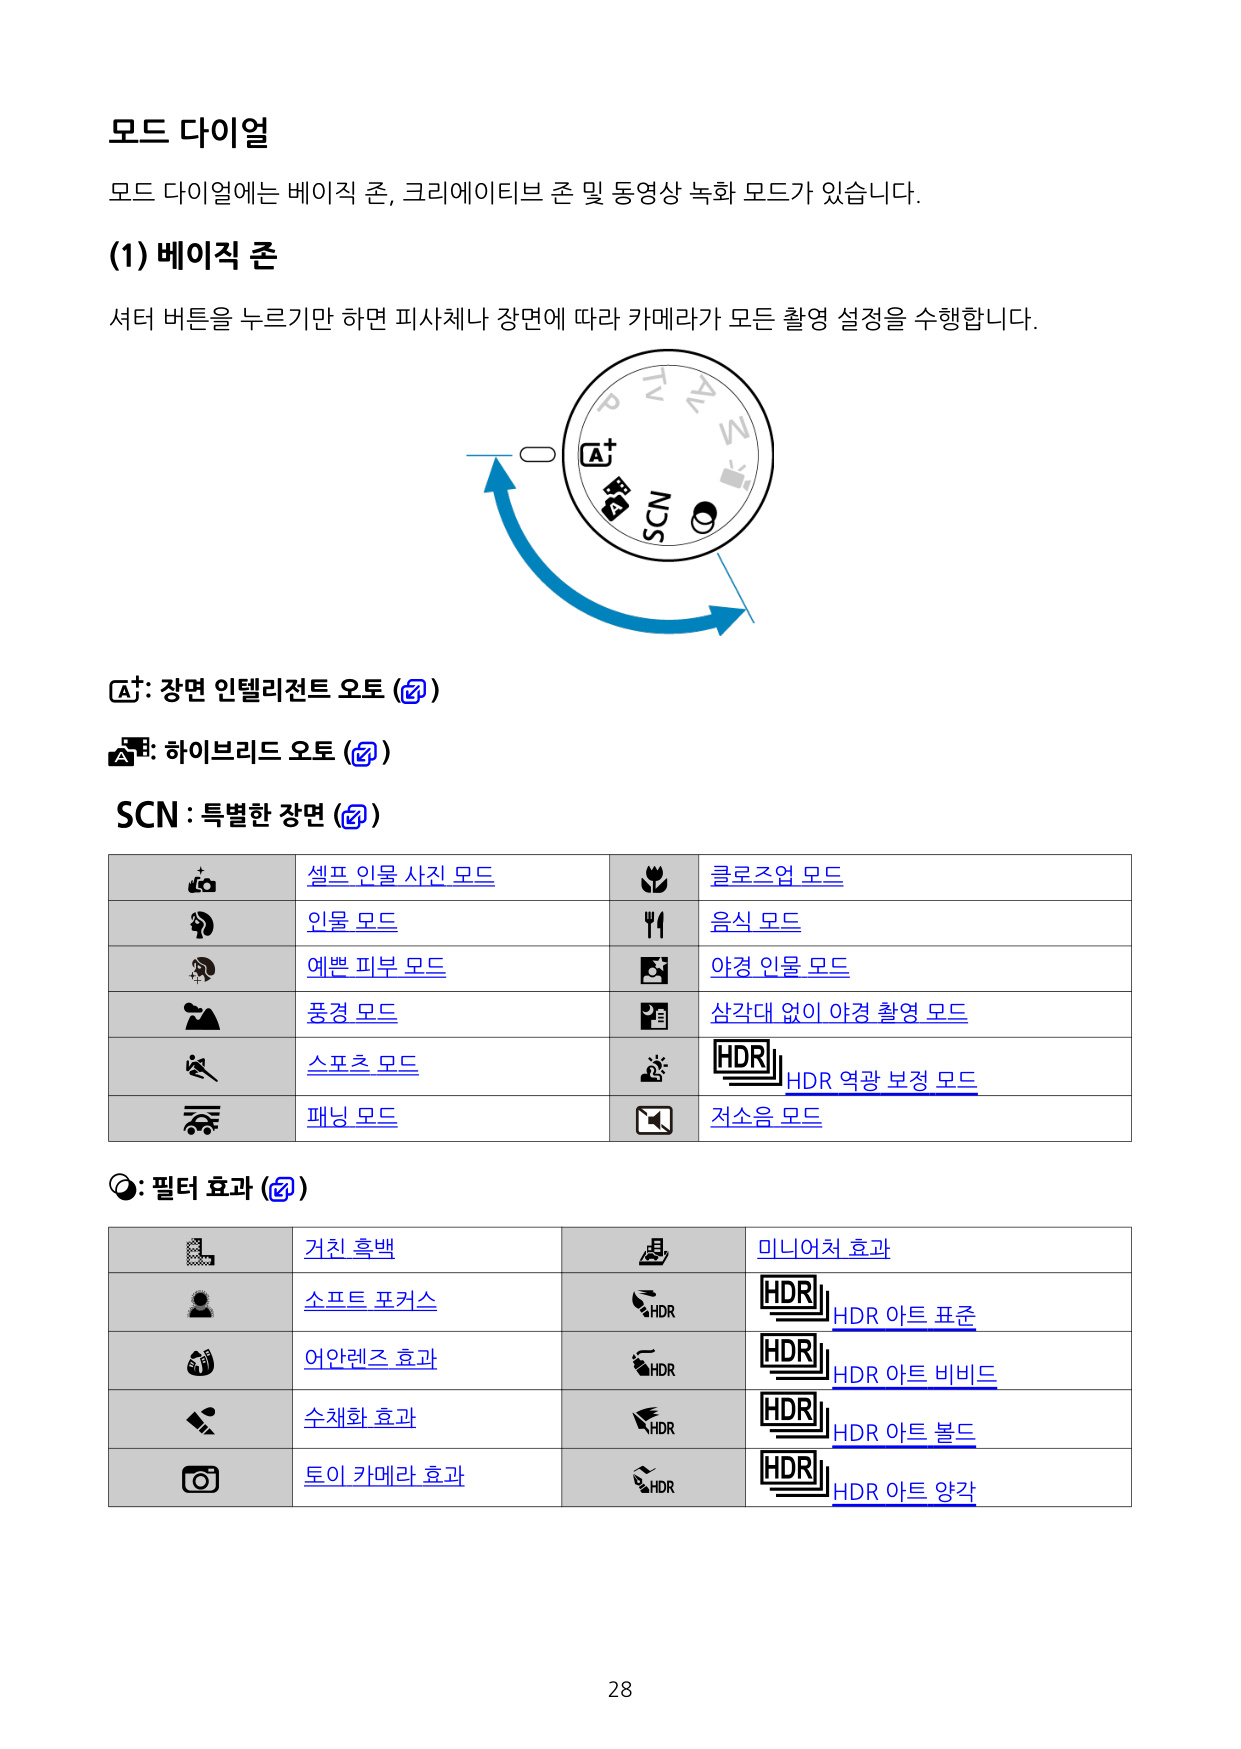 모드 다이얼
모드 다이얼에는 베이직 존, 크리에이티브 존 및 동영상 녹화 모드가 있습니다.
(1) 베이직 존
셔터 버튼을 누르기만 하면 피사체나 장면에 따라 카메라가 모든 촬영 설정을 수행합니다.
P Tv Av M
A+
A
SCN
A+: 장면 인텔리전트 오토 ( )
A: 하이브리드 오토 ( )
SCN : 특별한 장면 ( )
셀프 인물 사진 모드 클로즈업 모드
인물 모드 음식 모드
예쁜 피부 모드 야경 인물 모드
풍경 모드 삼각대 없이 야경 촬영 모드
스포츠 모드 HDR HDR 역광 보정 모드
패닝 모드 저소음 모드
: 필터 효과 ( )
거친 흑백 미니어처 효과
소프트 포커스 HDR HDR HDR 아트 표준
어안렌즈 효과 HDR HDR HDR 아트 비비드
수채화 효과 HDR HDR HDR 아트 볼드
토이 카메라 효과 HDR HDR HDR 아트 양각
28